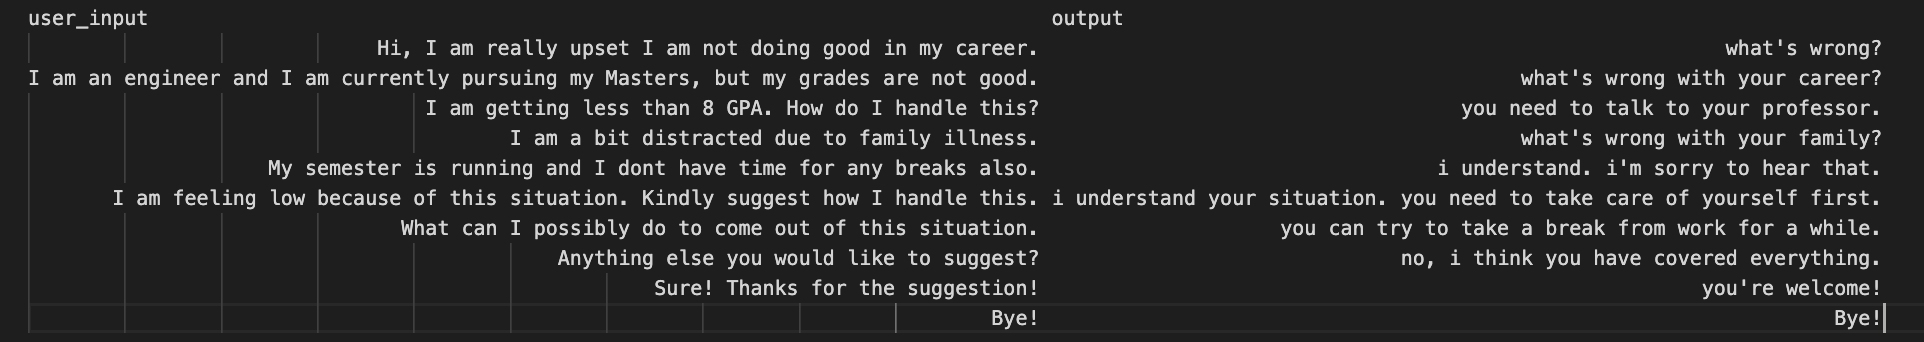 user_input output
Hi, I am really upset I am not doing good in my career. what's wrong?
I am an engineer and I am currently pursuing my Masters, but my grades are not good. what's wrong with your career?
I am getting less than 8 GPA. How do I handle this? you need to talk to your professor.
I am a bit distracted due to family illness. what's wrong with your family?
My semester is running and I dont have time for any breaks also. i understand. i'm sorry to hear that.
I am feeling low because of this situation. Kindly suggest how I handle this. i understand your situation. you need to take care of yourself first.
What can I possibly do to come out of this situation. you can try to take a break from work for a while.
Anything else you would like to suggest? no, i think you have covered everything.
Sure! Thanks for the suggestion! you're welcome!
Bye! Bye!